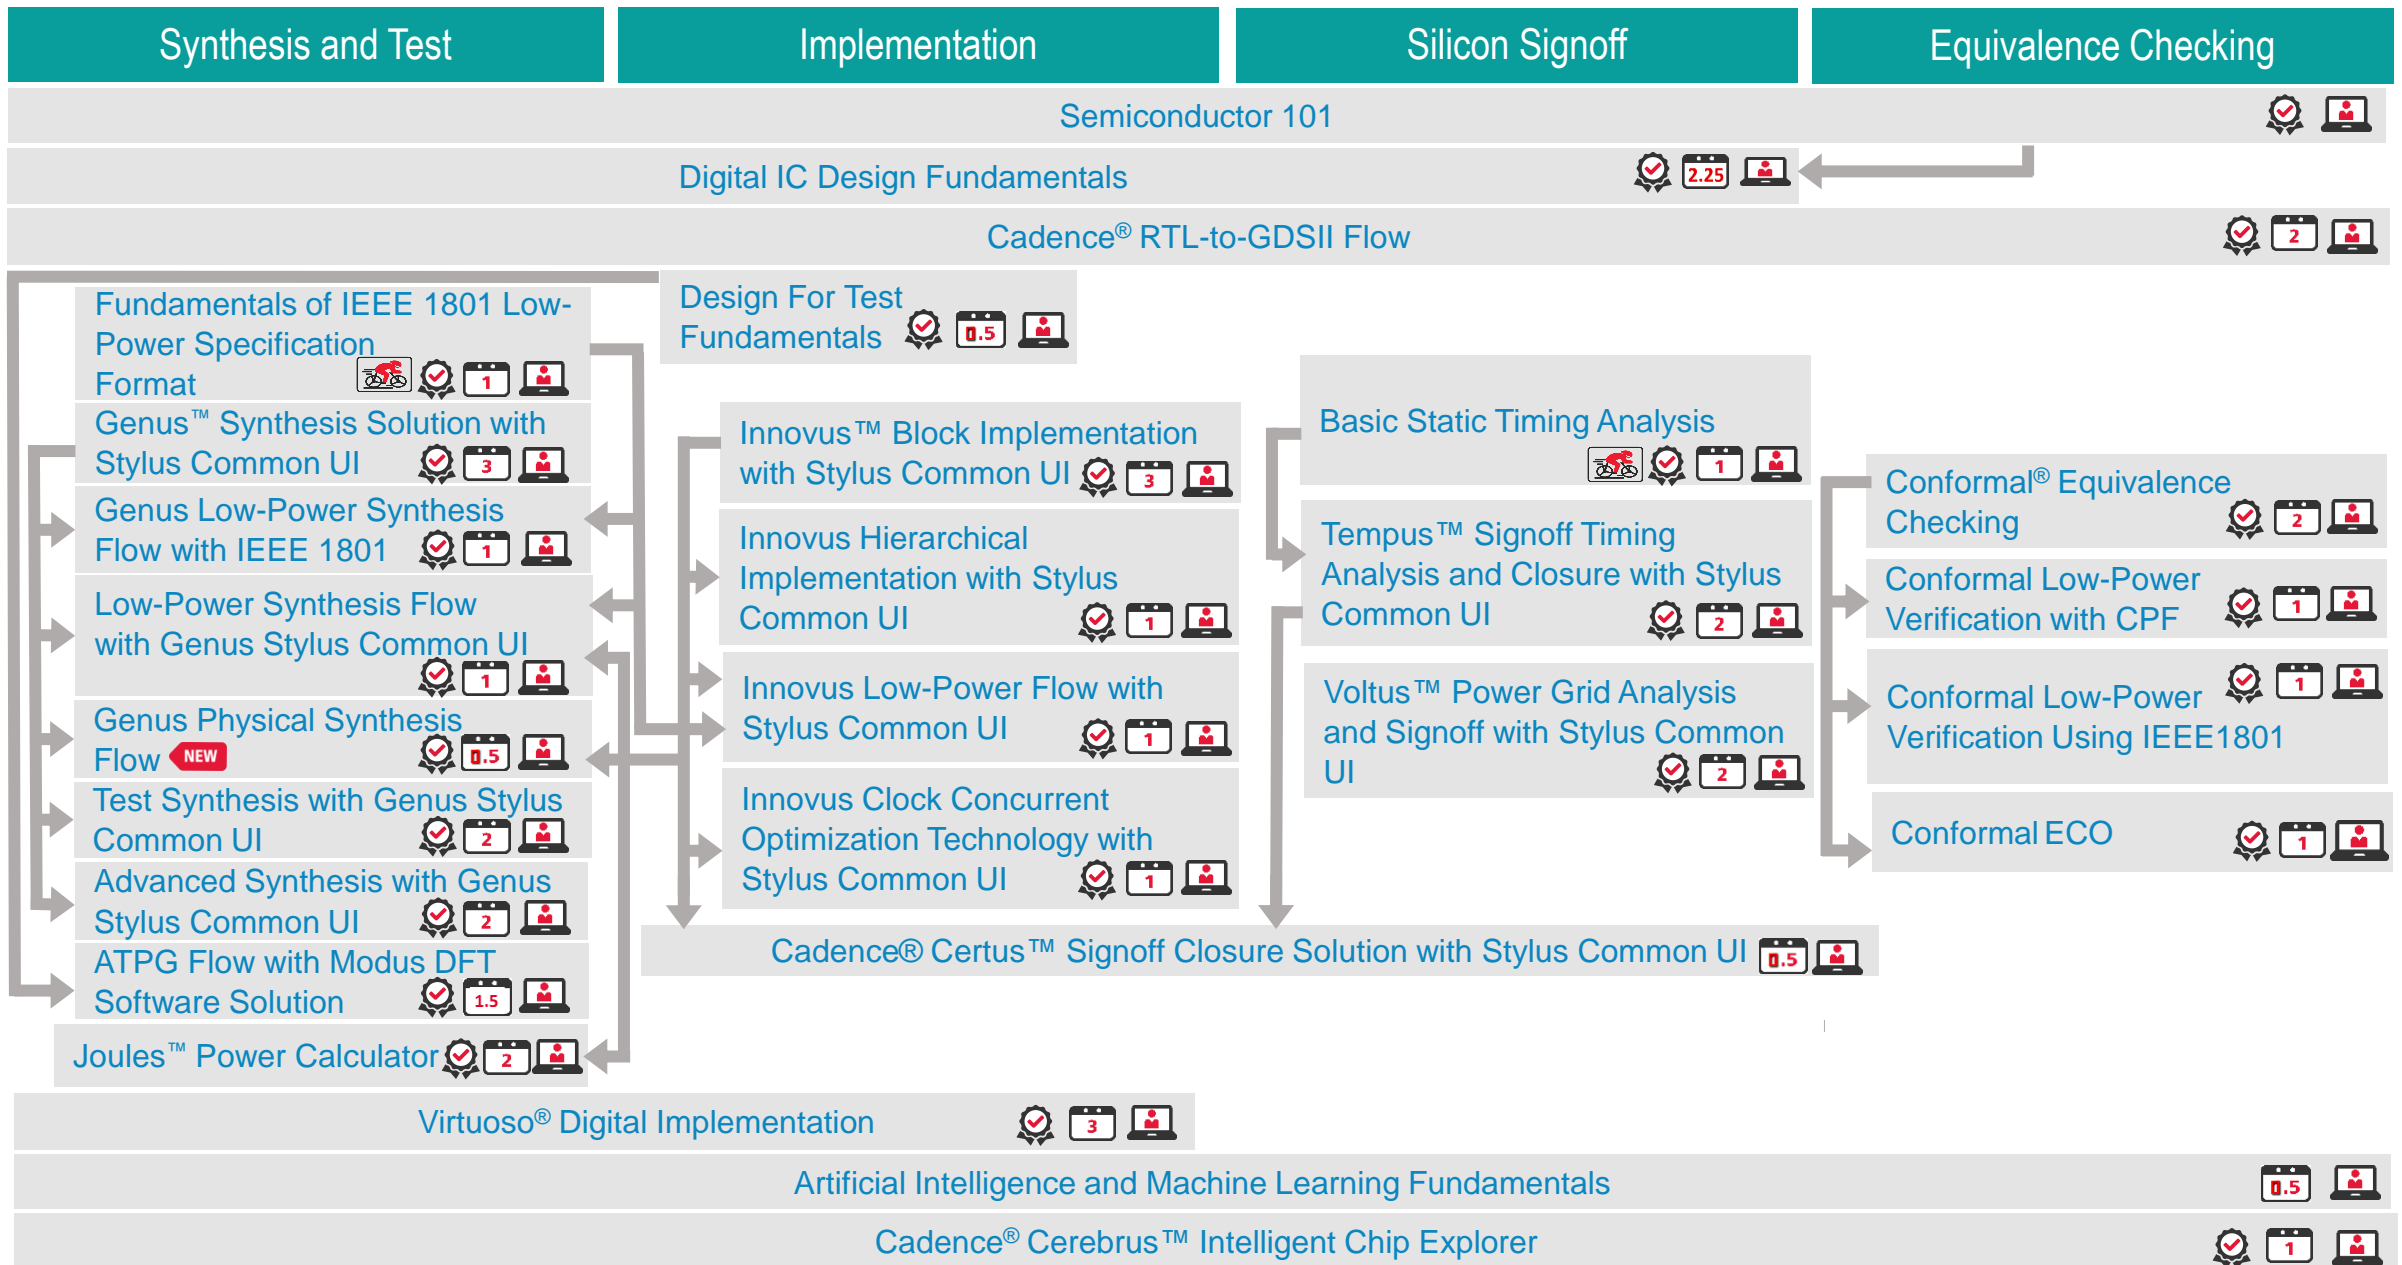 Synthesis and Test
Implementation
Silicon Signoff
Equivalence Checking
Semiconductor 101
Digital IC Design Fundamentals
2.25
Cadence® RTL-to-GDSII Flow
2
Fundamentals of IEEE 1801 Low-
Power Specification
Format
1
Genus™ Synthesis Solution with
Stylus Common UI
3
Genus Low-Power Synthesis
Flow with IEEE 1801
1
Low-Power Synthesis Flow
with Genus Stylus Common UI
1
Genus Physical Synthesis
Flow NEW
0.5
Test Synthesis with Genus Stylus
Common UI
2
Advanced Synthesis with Genus
Stylus Common UI
2
ATPG Flow with Modus DFT
Software Solution
1.5
Joules™ Power Calculator
2
Design For Test
Fundamentals
0.5
Innovus™ Block Implementation
with Stylus Common UI
3
Innovus Hierarchical
Implementation with Stylus
Common UI
1
Innovus Low-Power Flow with
Stylus Common UI
1
Innovus Clock Concurrent
Optimization Technology with
Stylus Common UI
1
Basic Static Timing Analysis
1
Tempus™ Signoff Timing
Analysis and Closure with Stylus
Common UI
2
Voltus™ Power Grid Analysis
and Signoff with Stylus Common
UI
2
Conformal® Equivalence
Checking
2
Conformal Low-Power
Verification with CPF
1
Conformal Low-Power
Verification Using IEEE1801
1
Conformal ECO
1
Cadence® Certus™ Signoff Closure Solution with Stylus Common UI
0.5
Virtuoso® Digital Implementation
3
Artificial Intelligence and Machine Learning Fundamentals
0.5
Cadence® Cerebrus™ Intelligent Chip Explorer
1